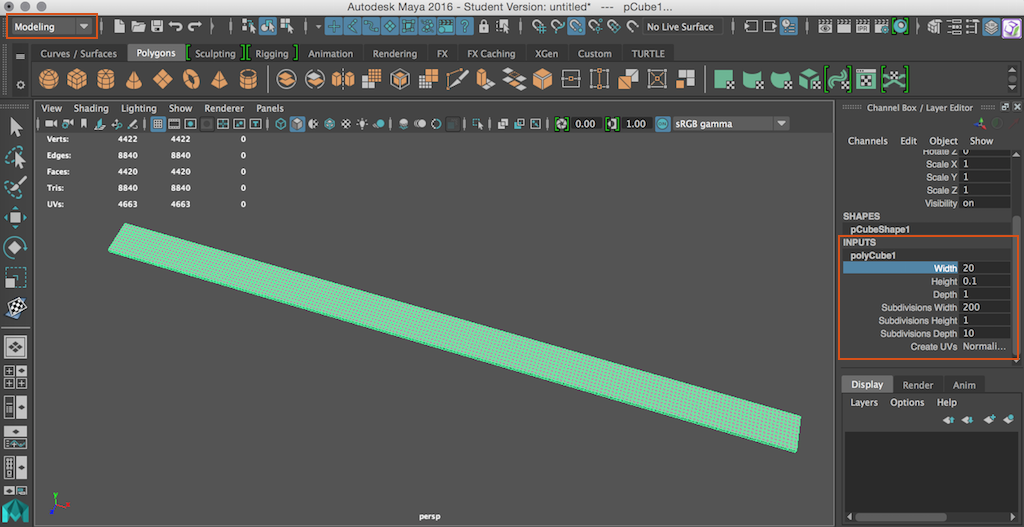 Autodesk Maya 2016 - Student Version: untitled* --- pCube1...
Modeling
No Live Surface
Curves / Surfaces Polygons Sculpting Rigging Animation Rendering FX FX Caching XGen Custom TURTLE
View Shading Lighting Show Renderer Panels
0.00 1.00 sRGB gamma
Verts: 4422 4422 0
Edges: 8840 8840 0
Faces: 4420 4420 0
Tris: 8840 8840 0
UVs: 4663 4663 0
persp
Channel Box / Layer Editor
Channels Edit Object Show
Rotate Z 0
Scale X 1
Scale Y 1
Scale Z 1
Visibility on
SHAPES
pCubeShape1
INPUTS
polyCube1
Width 20
Height 0.1
Depth 1
Subdivisions Width 200
Subdivisions Height 1
Subdivisions Depth 10
Create UVs Normali...
Display Render Anim
Layers Options Help